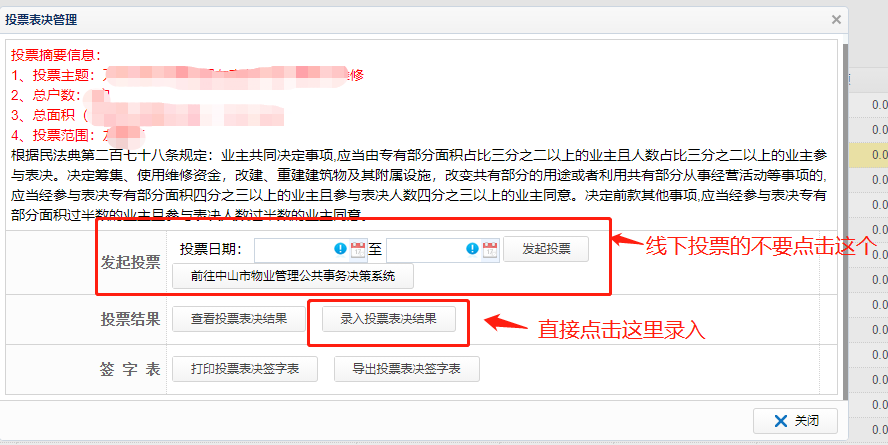 投票表决管理
投票摘要信息：
1、投票主题：
修
2、总户数：
3、总面积（
4、投票范围：
根据民法典第二百七十八条规定：业主共同决定事项,应当由专有部分面积占比三分之二以上的业主且人数占比三分之二以上的业主参
与表决。决定筹集、使用维修资金，改建、重建建筑物及其附属设施，改变共有部分的用途或者利用共有部分从事经营活动等事项的,
应当经参与表决专有部分面积四分之三以上的业主且参与表决人数四分之三以上的业主同意。决定前款其他事项,应当经参与表决专有
部分面积过半数的业主且参与表决人数过半数的业主同意。
发起投票
投票日期：
至
发起投票
前往中山市物业管理公共事务决策系统
线下投票的不要点击这个
投票结果
查看投票表决结果
录入投票表决结果
直接点击这里录入
签 字 表
打印投票表决签字表
导出投票表决签字表
关闭
0.0
0.0
0.0
0.0
0.0
0.0
0.0
0.0
0.0
0.0
0.0
0.0
0.0
0.0